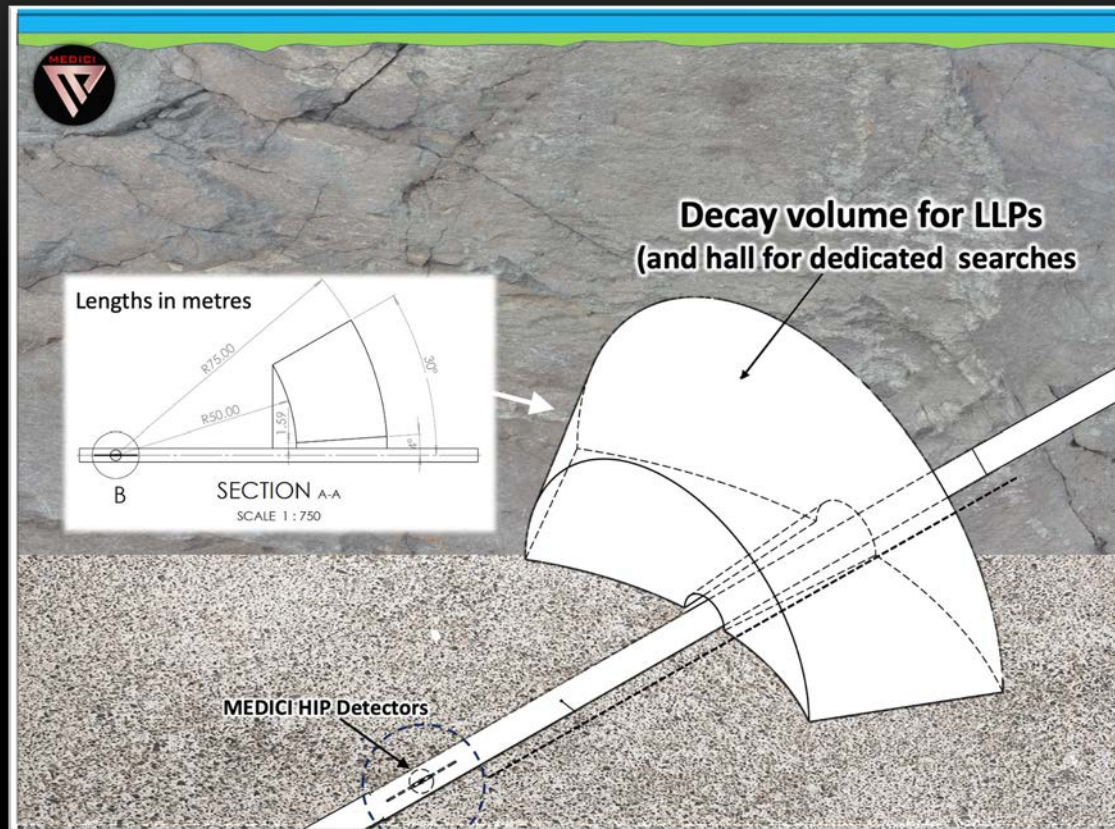 MEDICI
Decay volume for LLPs
(and hall for dedicated searches
Lengths in metres
R75.00
30°
R50.00
1.59
4°
B
SECTION A-A
SCALE 1 : 750
MEDICI HIP Detectors